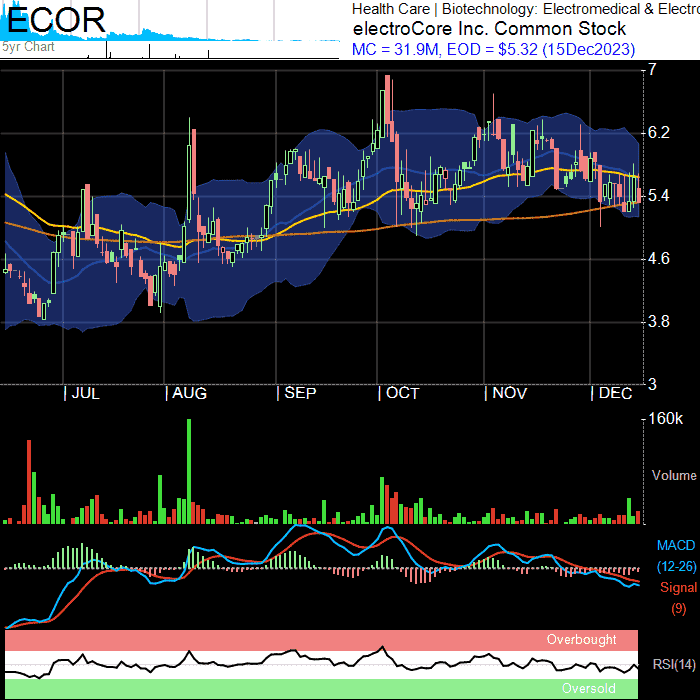 ECOR
5yr Chart
Health Care | Biotechnology: Electromedical & Electro
electroCore Inc. Common Stock
MC = 31.9M, EOD = $5.32 (15Dec2023)
7
6.2
5.4
4.6
3.8
3
| JUL | AUG | SEP | OCT | NOV | DEC
160k
Volume
MACD
(12-26)
Signal
(9)
Overbought
RSI(14)
Oversold